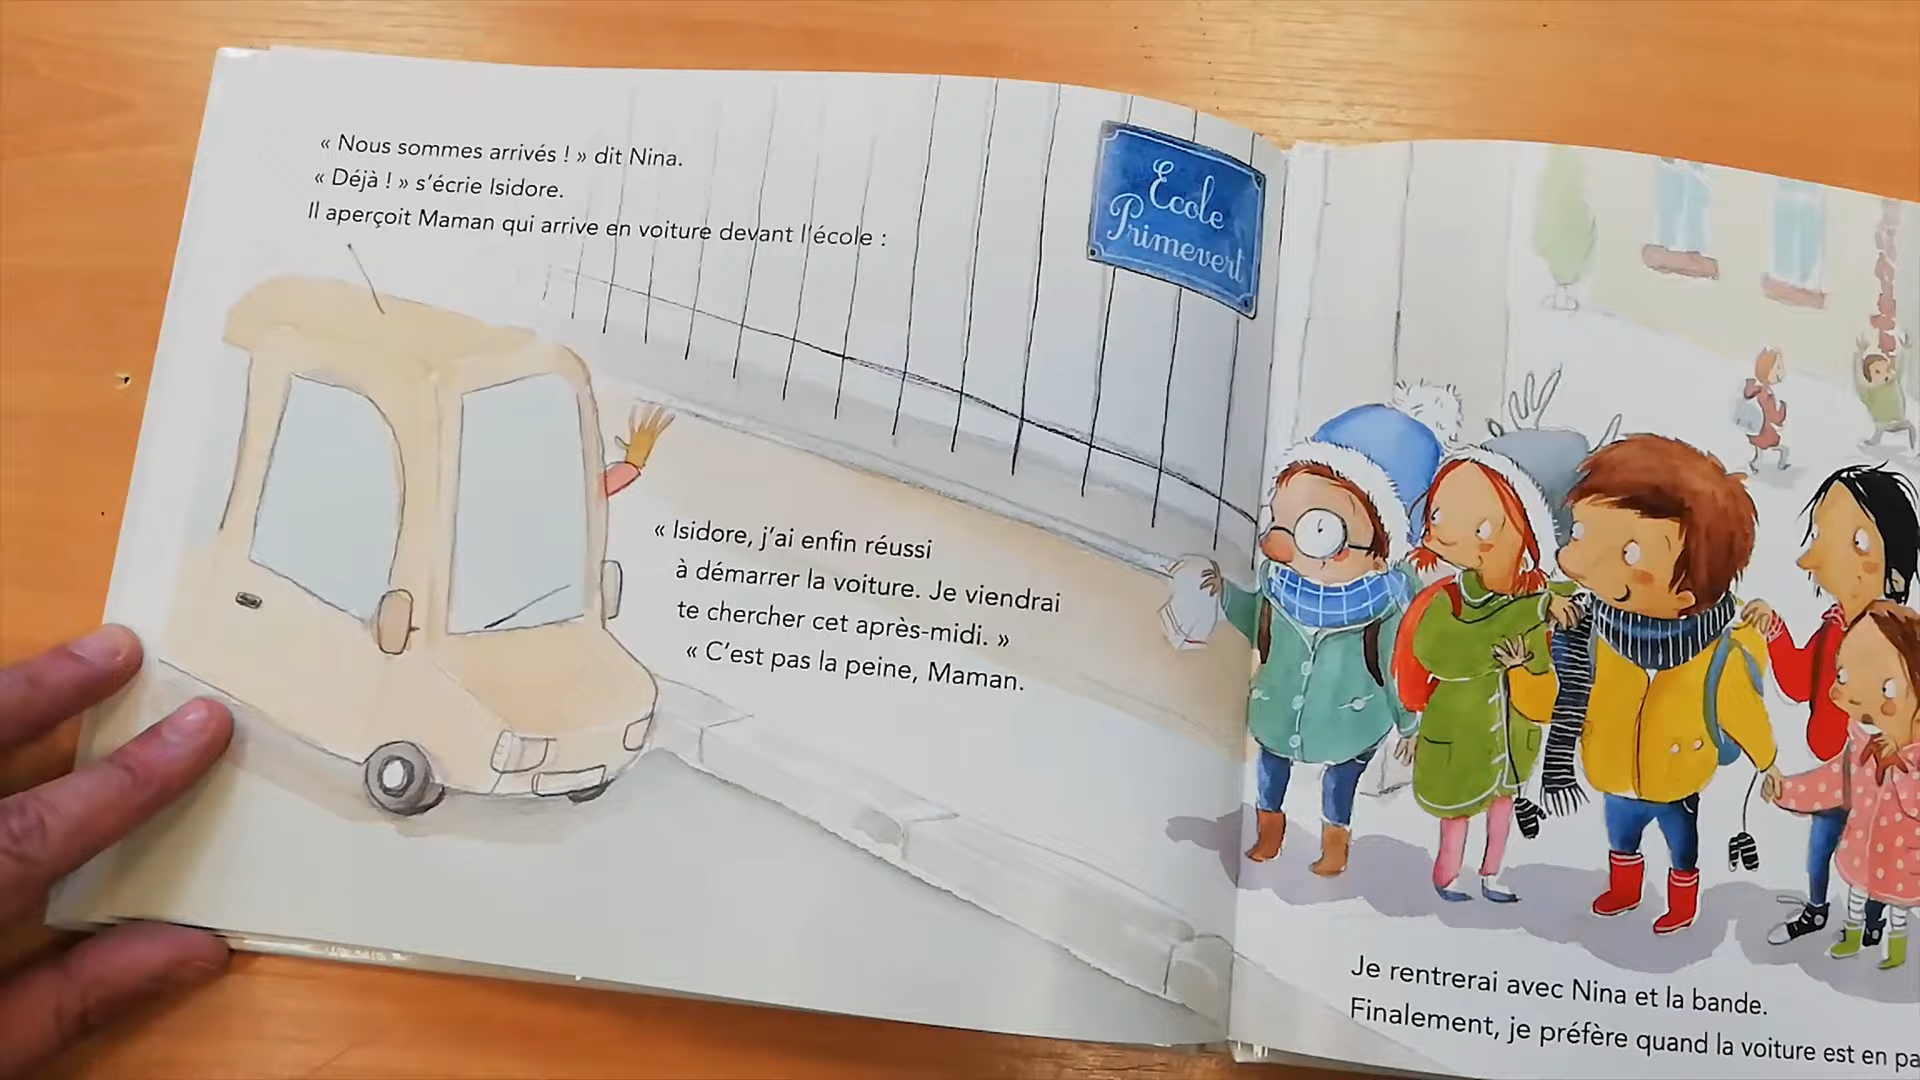 « Nous sommes arrivés ! » dit Nina.
« Déjà ! » s'écrie Isidore.
Il aperçoit Maman qui arrive en voiture devant l'école :
Ecole
Primevert
« Isidore, j'ai enfin réussi
à démarrer la voiture. Je viendrai
te chercher cet après-midi. »
« C'est pas la peine, Maman.
Je rentrerai avec Nina et la bande.
Finalement, je préfère quand la voiture est en